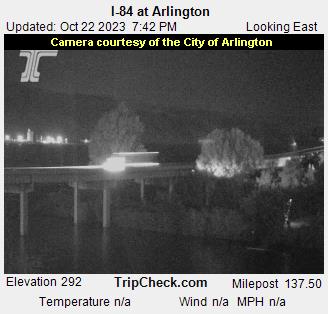 I-84 at Arlington
Updated: Oct 22 2023 7:42 PM Looking East
Camera courtesy of the City of Arlington
Elevation 292 TripCheck.com Milepost 137.50
Temperature n/a Wind n/a MPH n/a